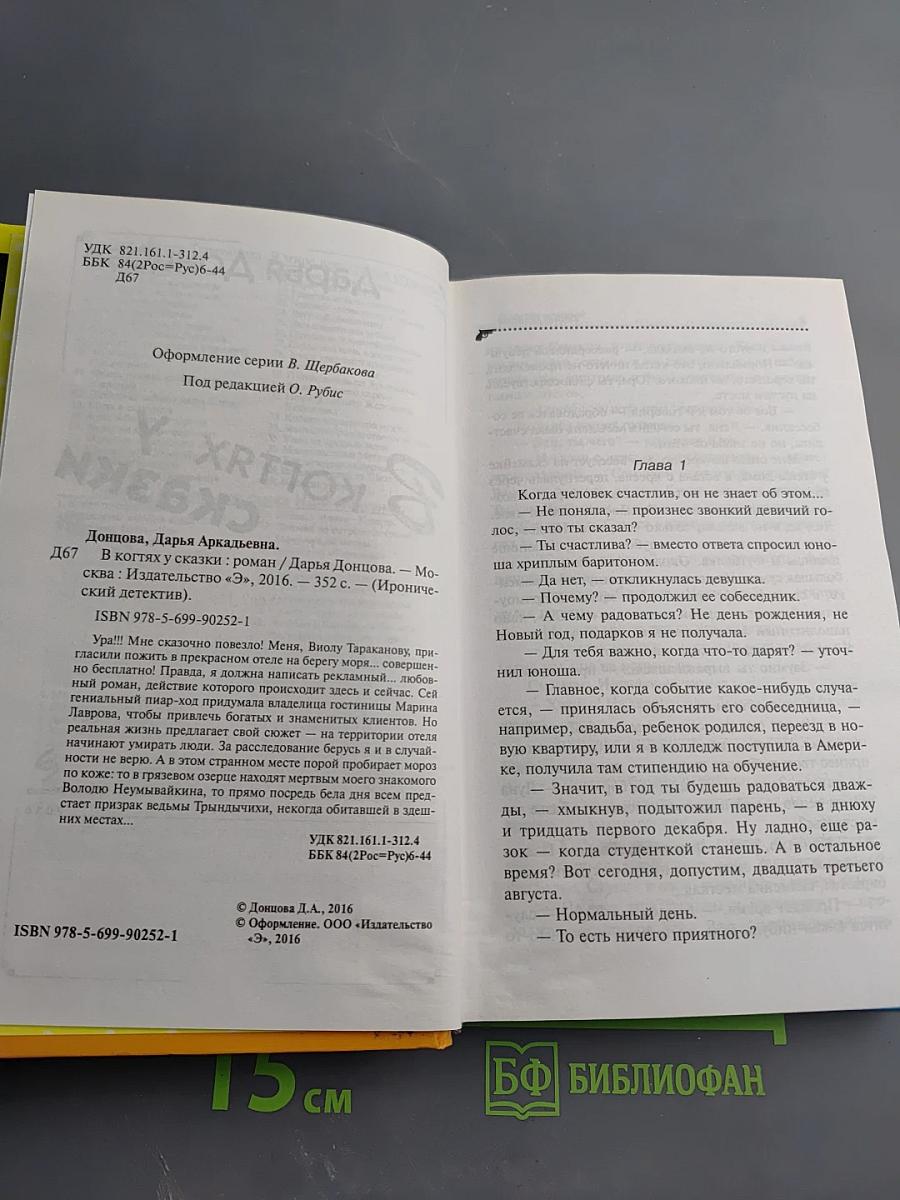 УДК 821.161.1-312.4
ББК 84(2Рос=Рус)6-44
Д67
Оформление серии В. Щербакова
Под редакцией О. Рубис
Донцова, Дарья Аркадьевна.
Д67 В когтях у сказки : роман / Дарья Донцова. — Мо-
сква : Издательство «Э», 2016. — 352 с. — (Ирониче-
ский детектив).
ISBN 978-5-699-90252-1
Ура!!! Мне сказочно повезло! Меня, Виолу Тараканову, при-
гласили пожить в прекрасном отеле на берегу моря... совершен-
но бесплатно! Правда, я должна написать рекламный... любов-
ный роман, действие которого происходит здесь и сейчас. Сей
гениальный пиар-ход придумала владелица гостиницы Марина
Лаврова, чтобы привлечь богатых и знаменитых клиентов. Но
реальная жизнь предлагает свой сюжет — на территории отеля
начинают умирать люди. За расследование берусь я и в случай-
ности не верю. А в этом странном месте порой пробирает мороз
по коже: то в грязевом озерце находят мертвым моего знакомого
Володю Неумывайкина, то прямо посредь бела дня всем пред-
стает призрак ведьмы Трындычихи, некогда обитавшей в здеш-
них местах...
УДК 821.161.1-312.4
ББК 84(2Рос=Рус)6-44
© Донцова Д.А., 2016
© Оформление. ООО «Издательство
«Э», 2016
ISBN 978-5-699-90252-1
Глава 1
Когда человек счастлив, он не знает об этом...
— Не поняла, — произнес звонкий девичий го-
лос, — что ты сказал?
— Ты счастлива? — вместо ответа спросил юно-
ша хриплым баритоном.
— Да нет, — откликнулась девушка.
— Почему? — продолжил ее собеседник.
— А чему радоваться? Не день рождения, не
Новый год, подарков я не получала.
— Для тебя важно, когда что-то дарят? — уточ-
нил юноша.
— Главное, когда событие какое-нибудь случа-
ется, — принялась объяснять его собеседница, —
например, свадьба, ребенок родился, переезд в но-
вую квартиру, или я в колледж поступила в Амери-
ке, получила там стипендию на обучение.
— Значит, в год ты будешь радоваться дваж-
ды, — хмыкнув, подытожил парень, — в днюху
и тридцать первого декабря. Ну ладно, еще ра-
зок — когда студенткой станешь. А в остальное
время? Вот сегодня, допустим, двадцать третьего
августа.
— Нормальный день.
— То есть ничего приятного?
15 см
БФ БИБЛИОФАН